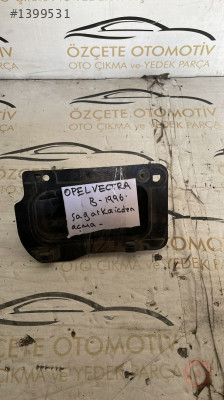 #1399531
ÖZÇETE OTOMOTİV
OTO ÇIKMA ve YEDEK PARÇA
OPEL VECTRA
B-1996.
sağ arka içten
açma-